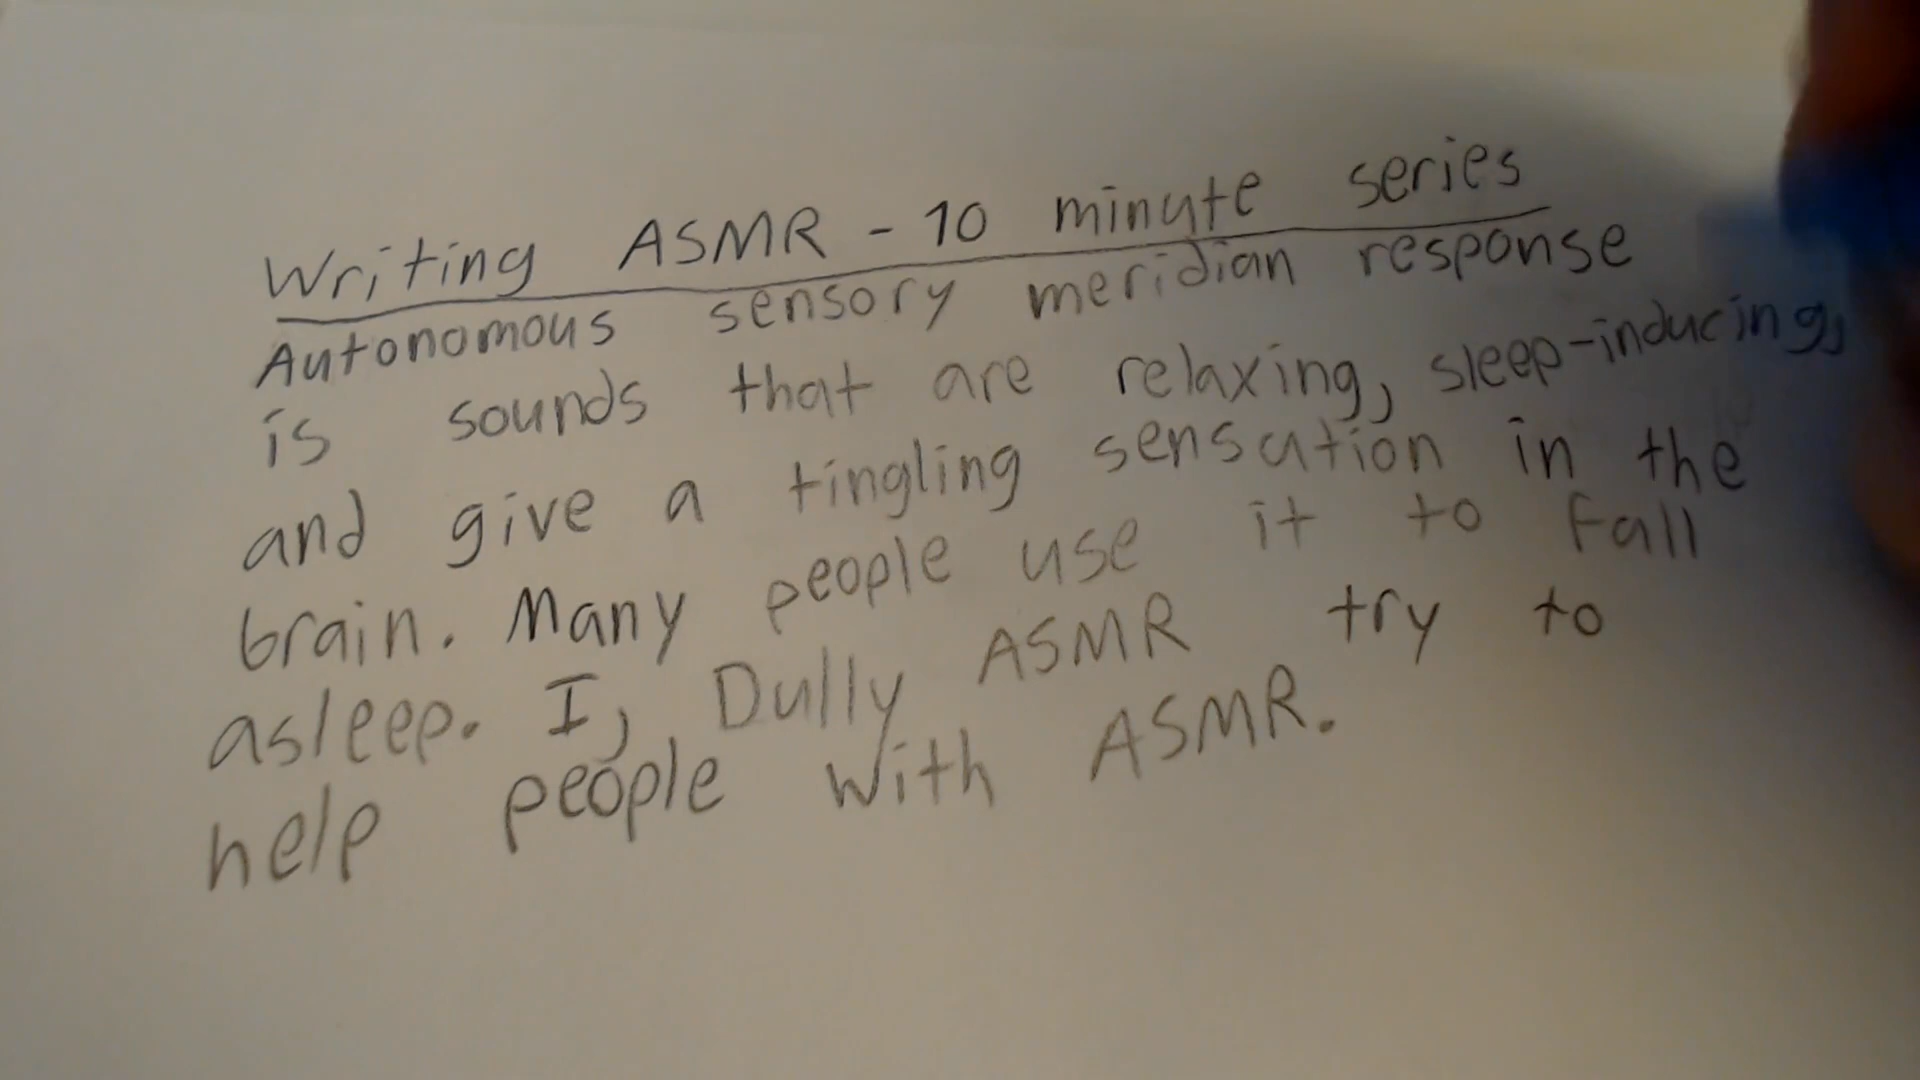 Writing ASMR - 10 minute series
Autonomous sensory meridian response
is sounds that are relaxing, sleep-inducing,
and give a tingling sensation in the
brain. Many people use it to fall
asleep. I, Dully ASMR try to
help people with ASMR.